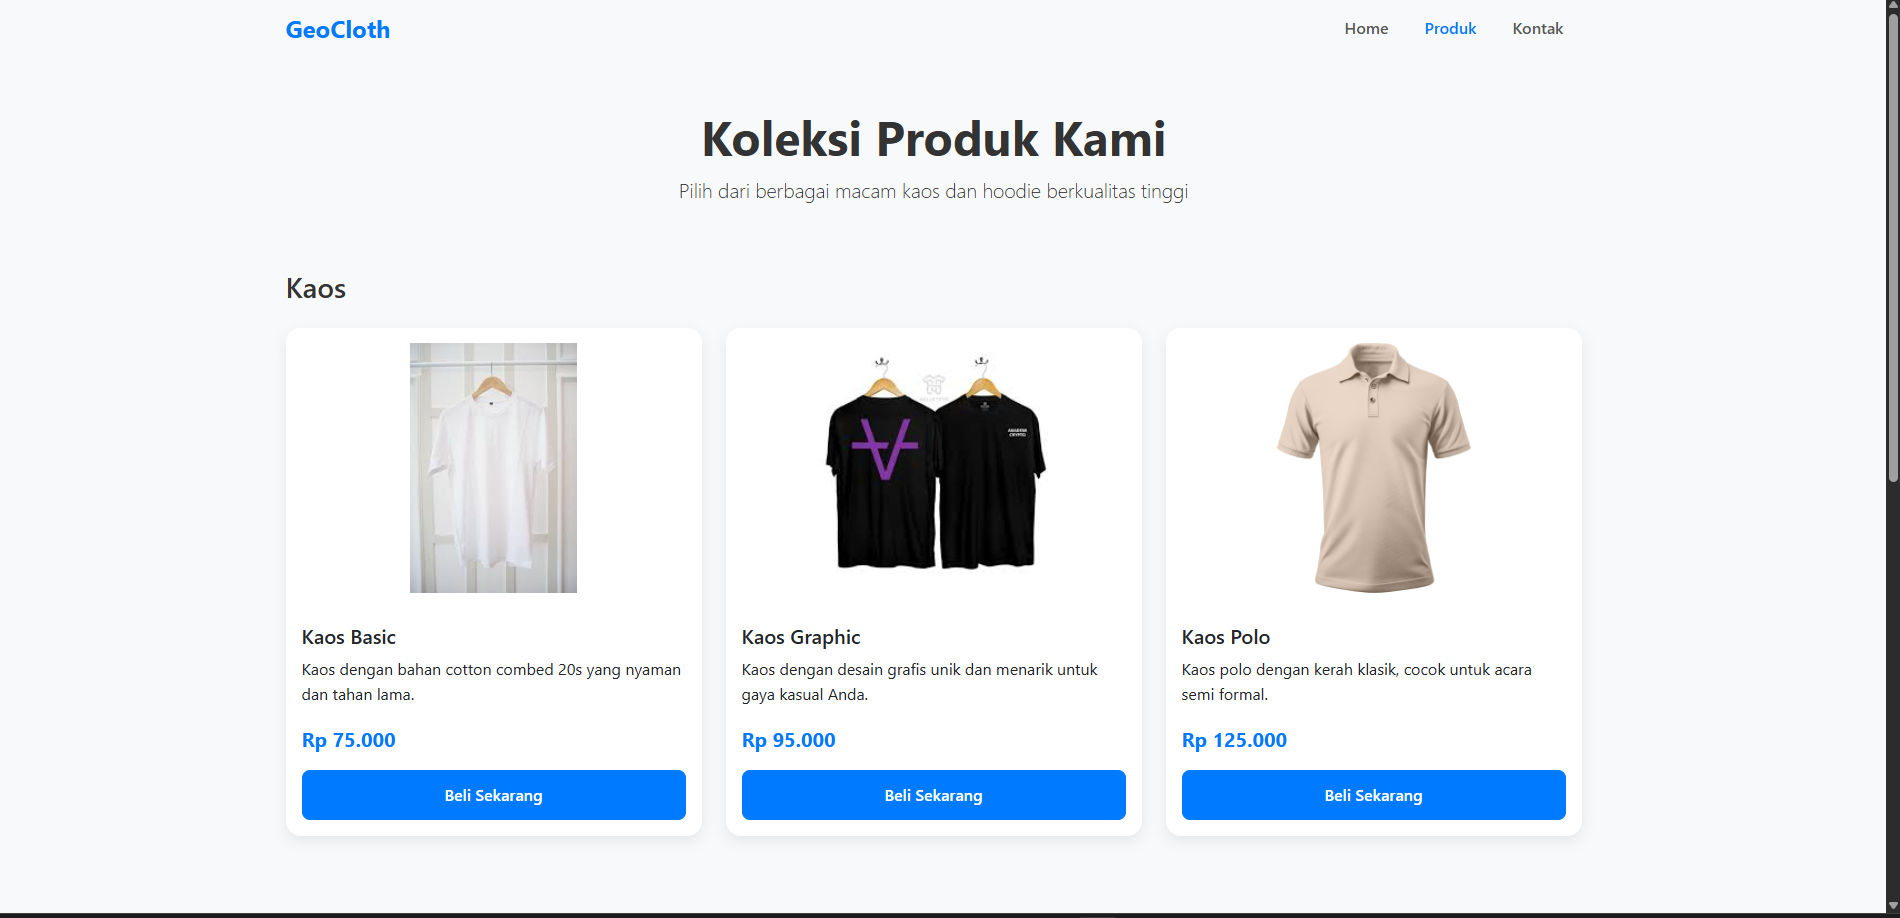 GeoCloth
Home
Produk
Kontak
Koleksi Produk Kami
Pilih dari berbagai macam kaos dan hoodie berkualitas tinggi
Kaos
AKADEMI
CRYPTO
Kaos Basic
Kaos dengan bahan cotton combed 20s yang nyaman
dan tahan lama.
Rp 75.000
Beli Sekarang
Kaos Graphic
Kaos dengan desain grafis unik dan menarik untuk
gaya kasual Anda.
Rp 95.000
Beli Sekarang
Kaos Polo
Kaos polo dengan kerah klasik, cocok untuk acara
semi formal.
Rp 125.000
Beli Sekarang